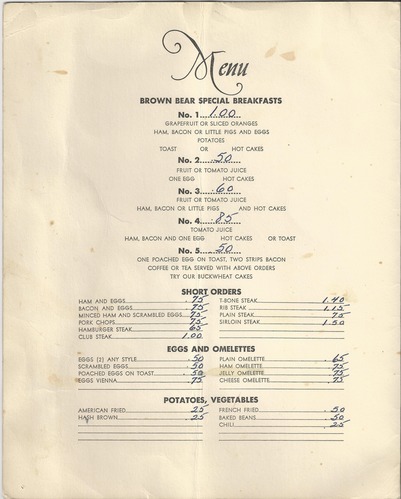 Menu
BROWN BEAR SPECIAL BREAKFASTS
No. 1......1.00
GRAPEFRUIT OR SLICED ORANGES
HAM, BACON OR LITTLE PIGS AND EGGS
POTATOES
TOAST OR HOT CAKES
No. 2......50
FRUIT OR TOMATO JUICE
ONE EGG HOT CAKES
No. 3......60
FRUIT OR TOMATO JUICE
HAM, BACON OR LITTLE PIGS AND HOT CAKES
No. 4......85
TOMATO JUICE
HAM, BACON AND ONE EGG HOT CAKES OR TOAST
No. 5......50
ONE POACHED EGG ON TOAST, TWO STRIPS BACON
COFFEE OR TEA SERVED WITH ABOVE ORDERS
TRY OUR BUCKWHEAT CAKES
SHORT ORDERS
HAM AND EGGS .75
BACON AND EGGS .75
MINCED HAM AND SCRAMBLED EGGS .75
PORK CHOPS .75
HAMBURGER STEAK 65
CLUB STEAK 1.00
T-BONE STEAK 1.40
RIB STEAK 1.15
PLAIN STEAK 75
SIRLOIN STEAK 1.50
EGGS AND OMELETTES
EGGS (2) ANY STYLE .50
SCRAMBLED EGGS .50
POACHED EGGS ON TOAST .50
EGGS VIENNA .75
PLAIN OMELETTE .65
HAM OMELETTE .75
JELLY OMELETTE .75
CHEESE OMELETTE .75
POTATOES, VEGETABLES
AMERICAN FRIED .25
HASH BROWN .25
FRENCH FRIED .50
BAKED BEANS .50
CHILI .25